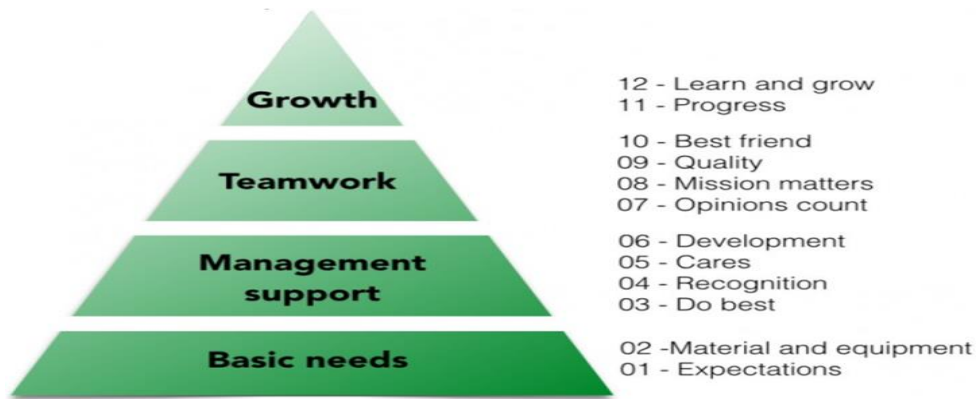 Growth
12 - Learn and grow
11 - Progress
Teamwork
10 - Best friend
09 - Quality
08 - Mission matters
07 - Opinions count
Management
support
06 - Development
05 - Cares
04 - Recognition
03 - Do best
Basic needs
02 -Material and equipment
01 - Expectations